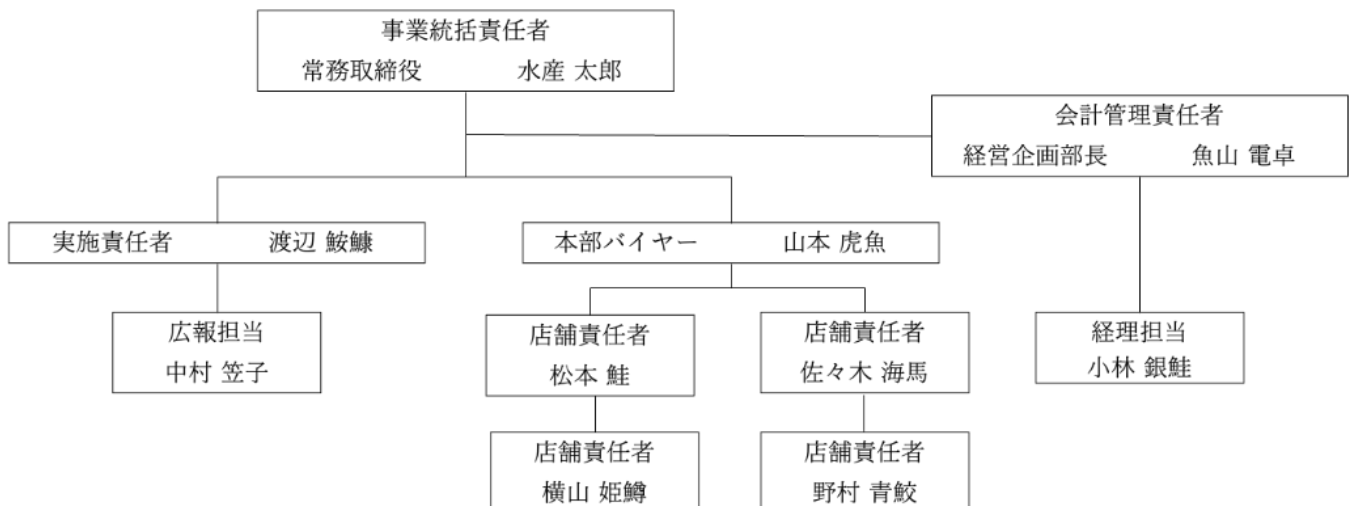 事業統括責任者
常務取締役 水産 太郎
会計管理責任者
経営企画部長 魚山 電卓
実施責任者 渡辺 鮟鱇
本部バイヤー 山本 虎魚
広報担当
中村 笠子
店舗責任者
松本 鮭
店舗責任者
佐々木 海馬
経理担当
小林 銀鮭
店舗責任者
横山 姫鱒
店舗責任者
野村 青鮫